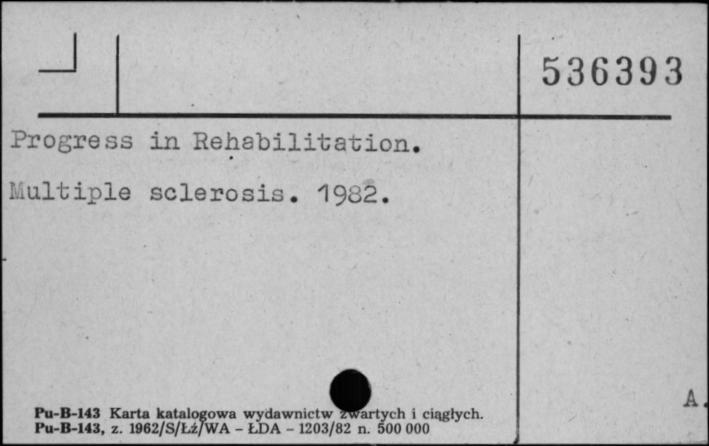 536393
Progress in Rehabilitation.
Multiple sclerosis. 1982.
A.
Pu-B-143 Karta katalogowa wydawnictw zwartych i ciągłych.
Pu-B-143, z. 1962/S/Łź/WA - ŁDA - 1203/82 n. 500 000